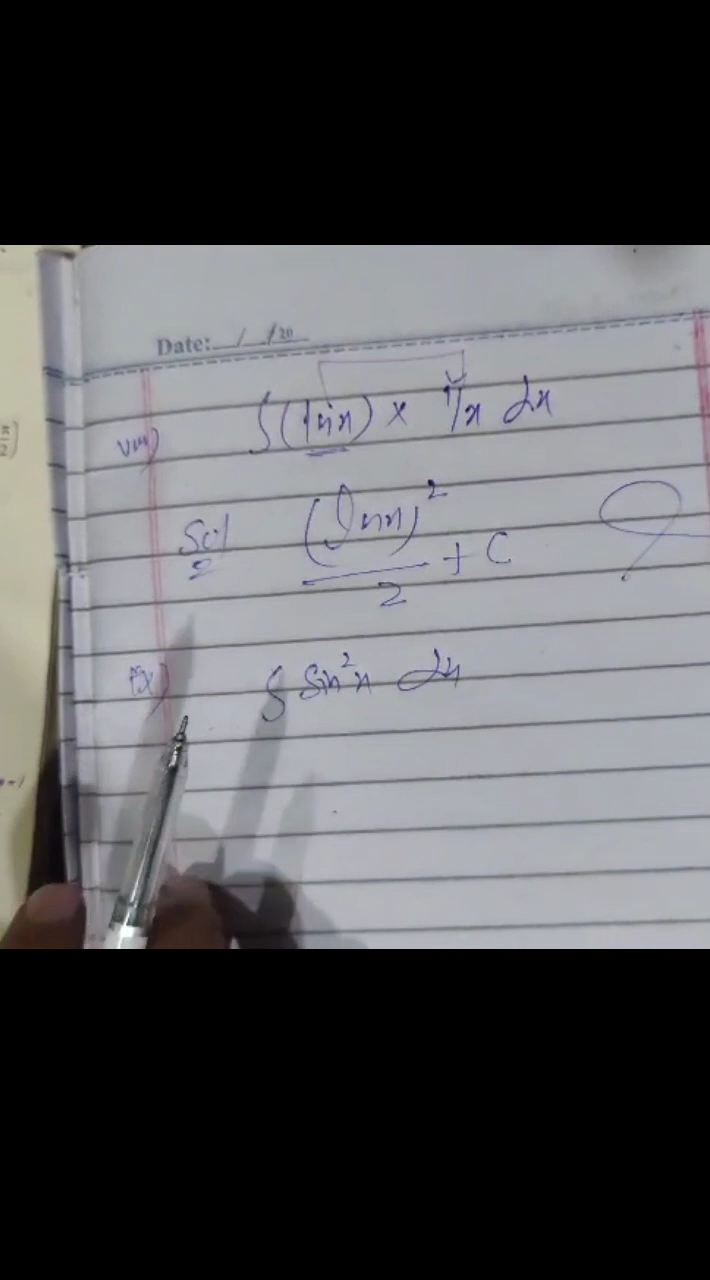 Date: / /20
viii) ∫(lnx) × 1/x dx
Sol (lnx)² / 2 + C
ix) ∫ Sin²x dx